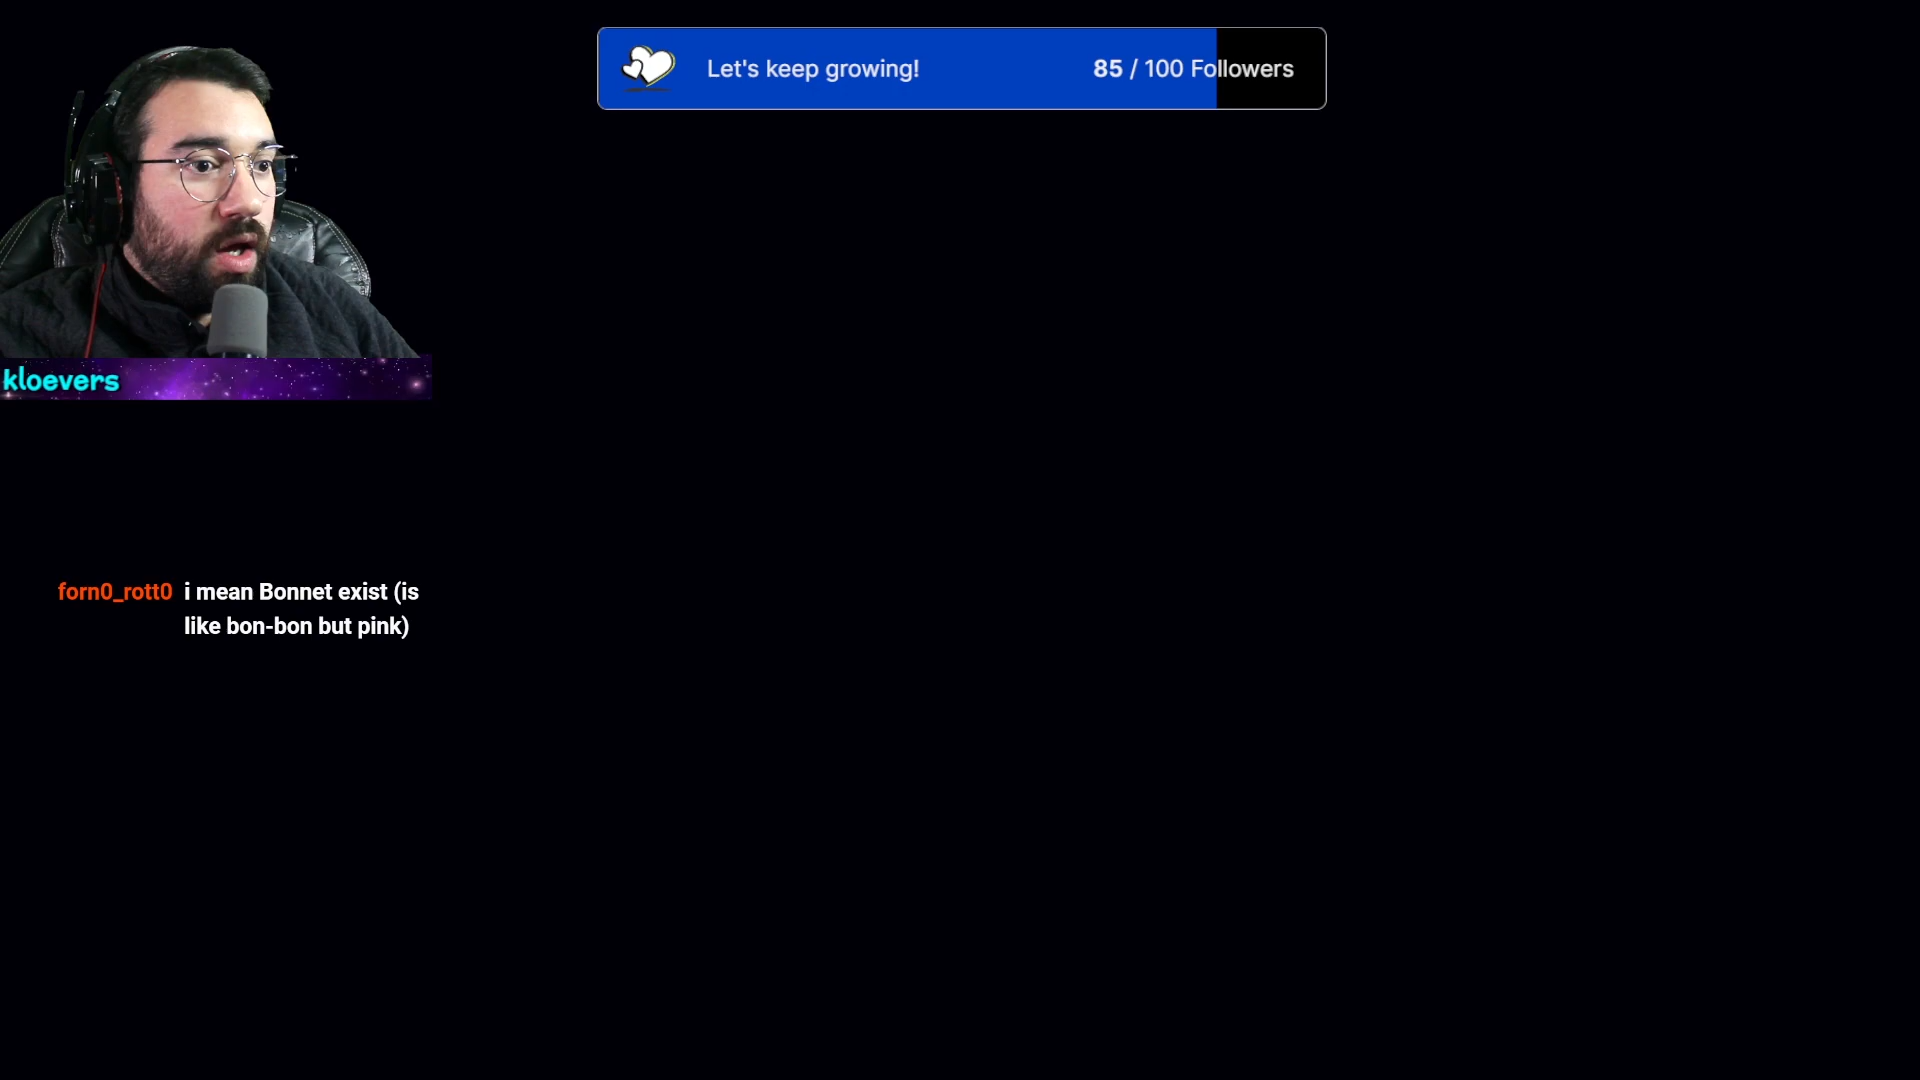 Let's keep growing! 85 / 100 Followers
kloevers
forn0_rott0 i mean Bonnet exist (is
like bon-bon but pink)